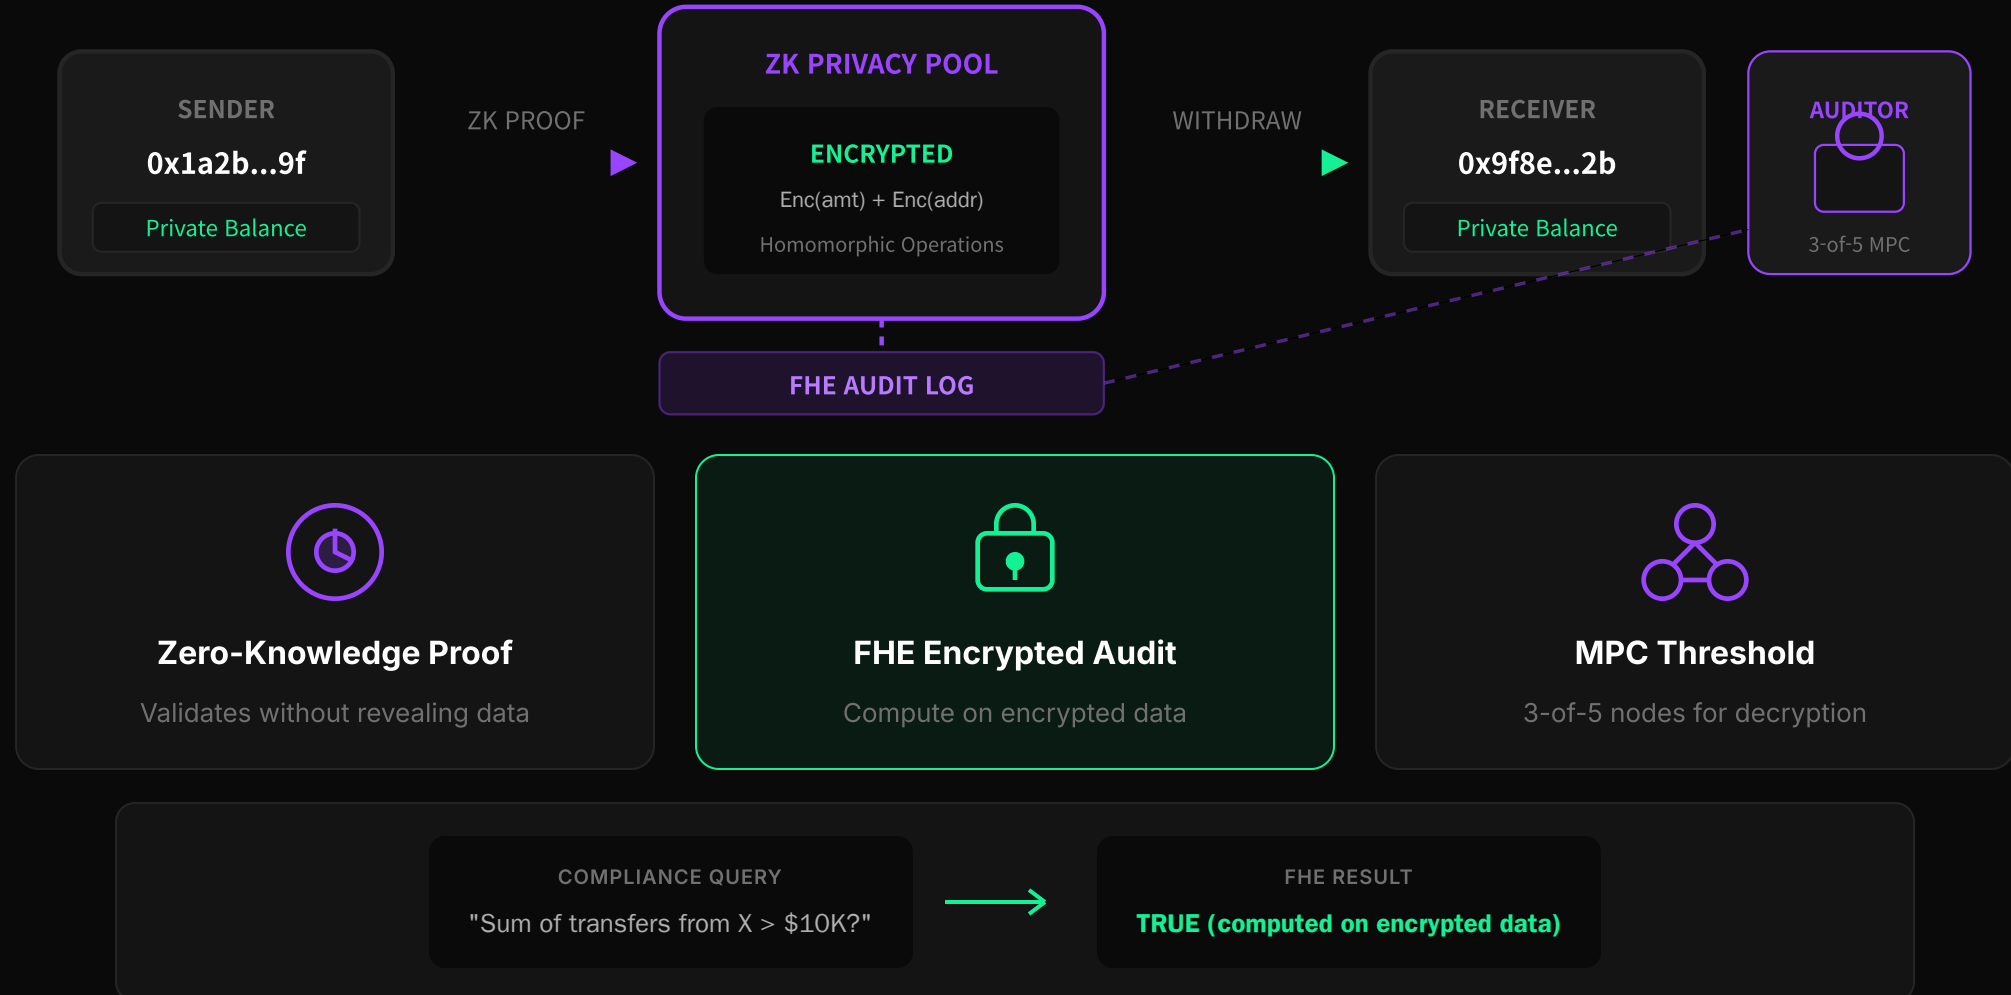 SENDER
0x1a2b...9f
Private Balance
ZK PROOF
ZK PRIVACY POOL
ENCRYPTED
Enc(amt) + Enc(addr)
Homomorphic Operations
WITHDRAW
RECEIVER
0x9f8e...2b
Private Balance
AUDITOR
3-of-5 MPC
FHE AUDIT LOG
Zero-Knowledge Proof
Validates without revealing data
FHE Encrypted Audit
Compute on encrypted data
MPC Threshold
3-of-5 nodes for decryption
COMPLIANCE QUERY
"Sum of transfers from X > $10K?"
FHE RESULT
TRUE (computed on encrypted data)